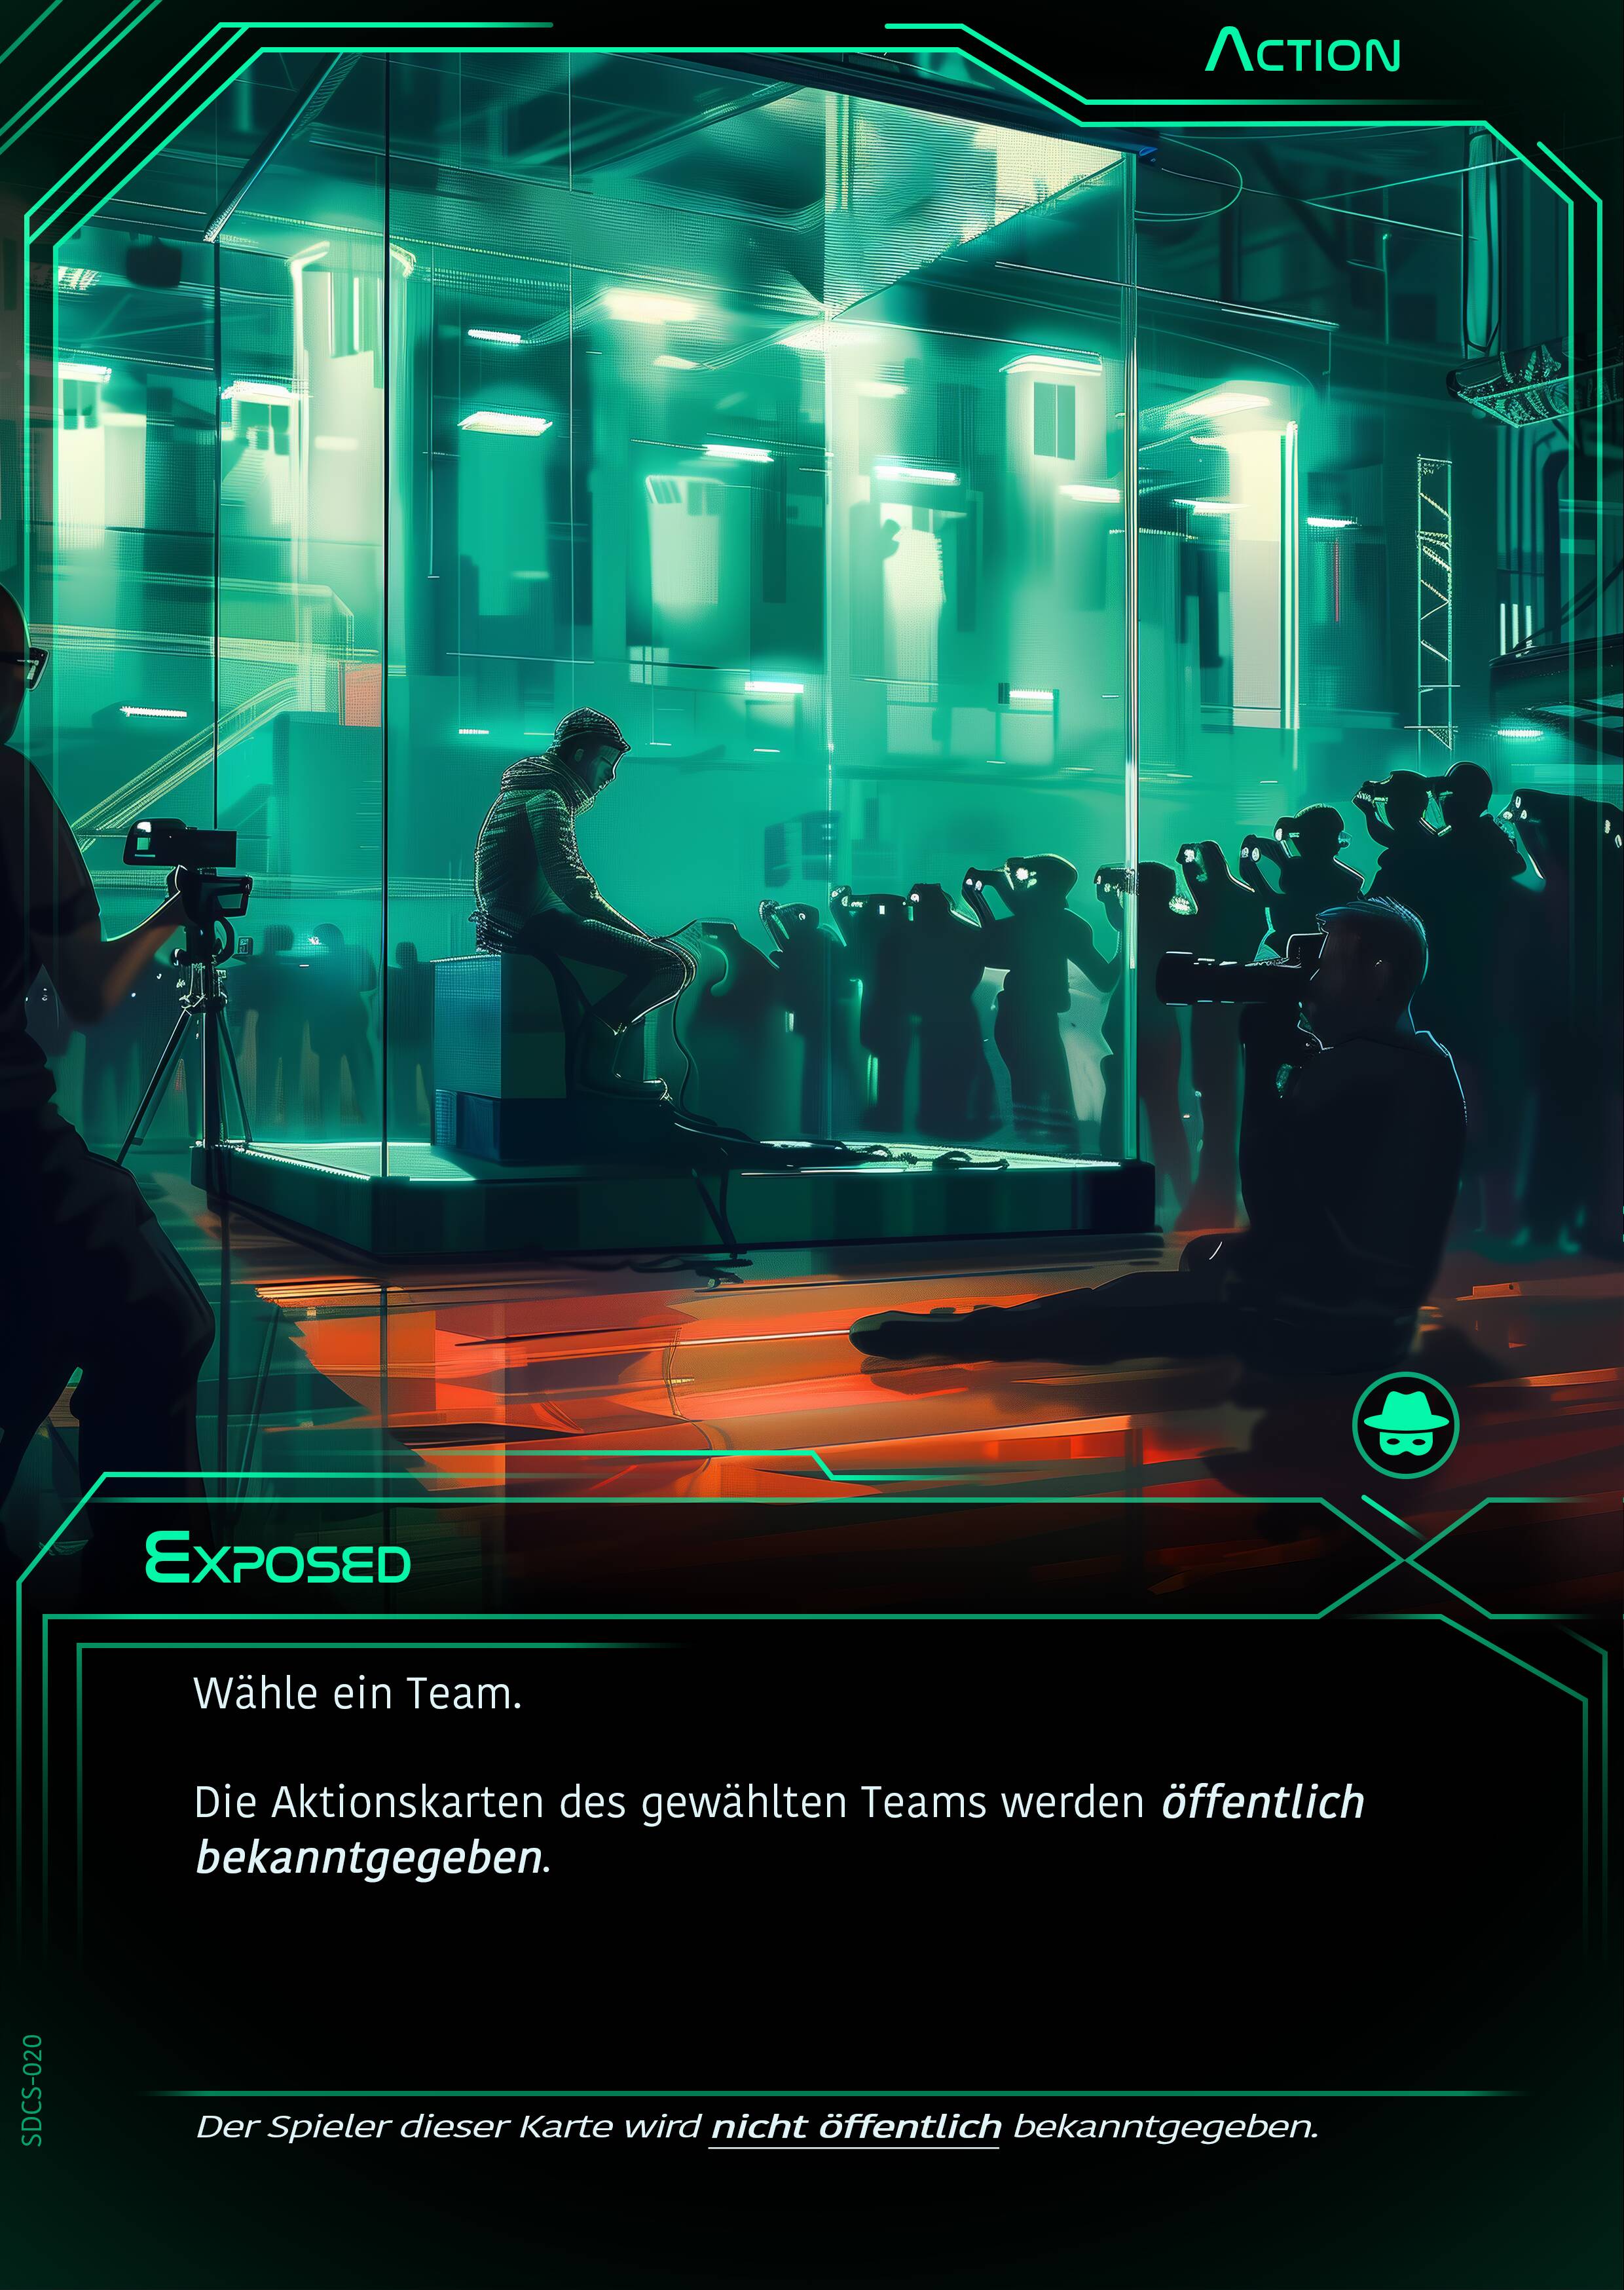 Action
Exposed
Wähle ein Team.
Die Aktionskarten des gewählten Teams werden öffentlich
bekanntgegeben.
SDCS-020
Der Spieler dieser Karte wird nicht öffentlich bekanntgegeben.